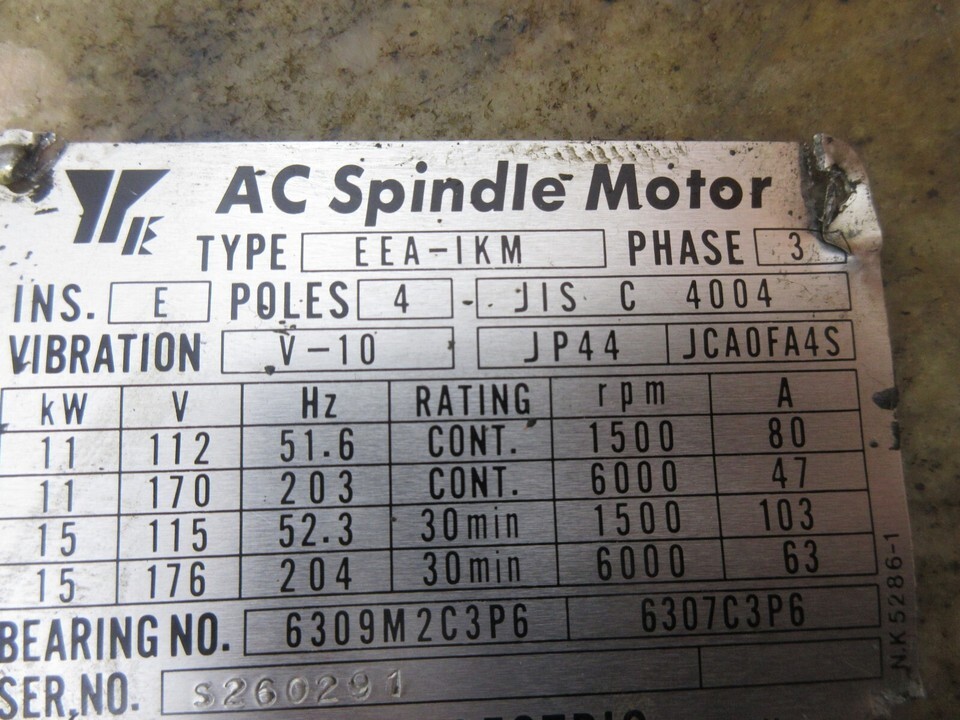 AC Spindle Motor
TYPE EEA-IKM PHASE 3
INS. E POLES 4 - JIS C 4004
VIBRATION V-10 JP44 JCA0FA4S
kW V Hz RATING rpm A
11 112 51.6 CONT. 1500 80
11 170 203 CONT. 6000 47
15 115 52.3 30min 1500 103
15 176 204 30min 6000 63
BEARING NO. 6309M2C3P6 6307C3P6
SER.NO. S260291
N.K5286-1